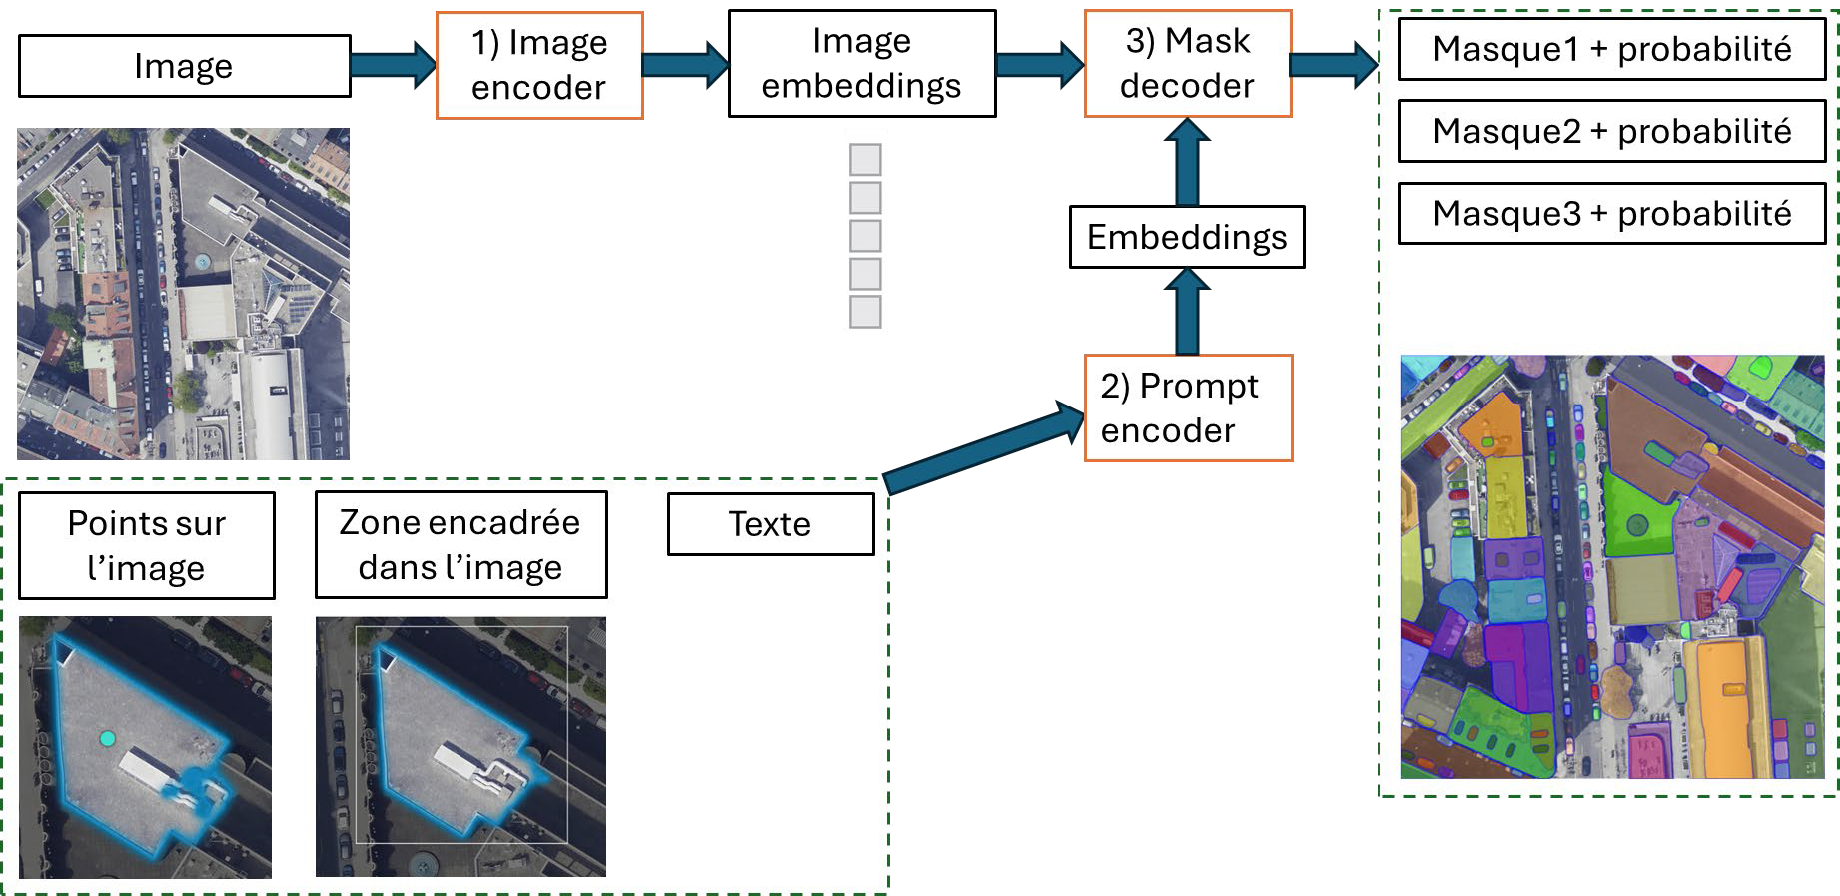 Image
1) Image
encoder
Image
embeddings
3) Mask
decoder
Masque1 + probabilité
Masque2 + probabilité
Masque3 + probabilité
Embeddings
2) Prompt
encoder
Points sur
l’image
Zone encadrée
dans l’image
Texte